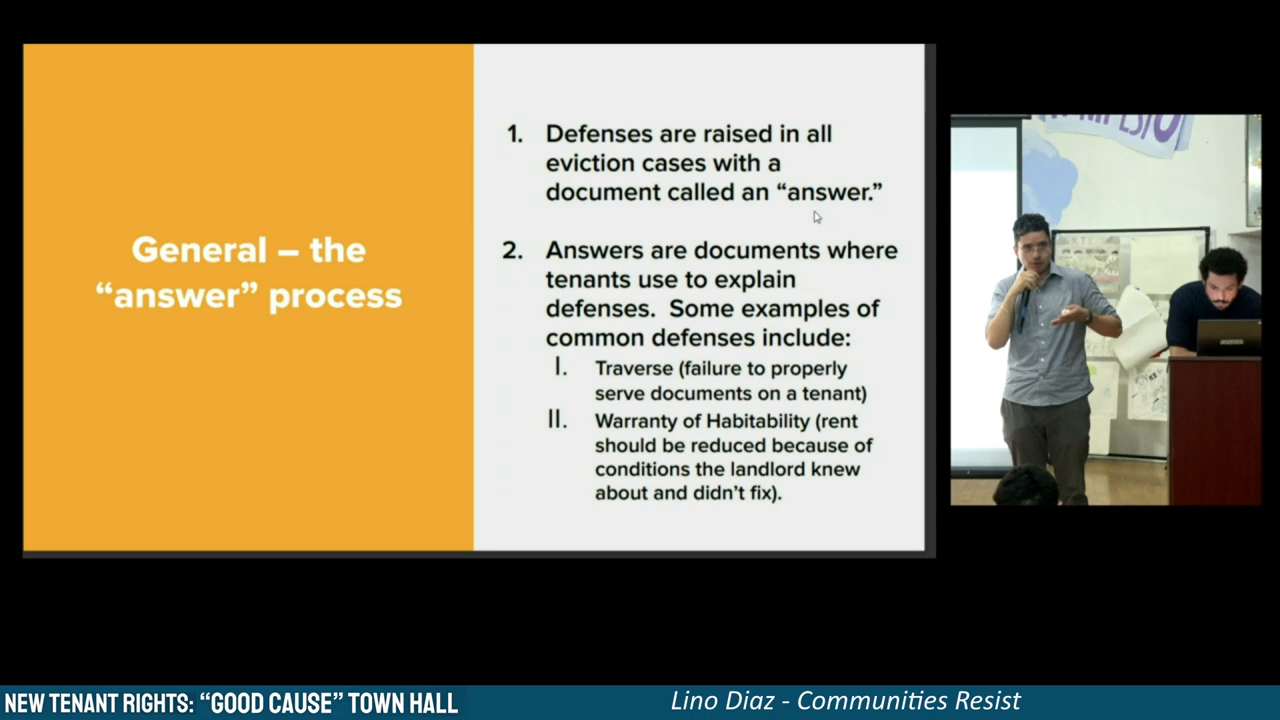 General – the
“answer” process
1. Defenses are raised in all
eviction cases with a
document called an “answer.”
2. Answers are documents where
tenants use to explain
defenses. Some examples of
common defenses include:
I. Traverse (failure to properly
serve documents on a tenant)
II. Warranty of Habitability (rent
should be reduced because of
conditions the landlord knew
about and didn’t fix).
NEW TENANT RIGHTS: “GOOD CAUSE” TOWN HALL
Lino Diaz - Communities Resist